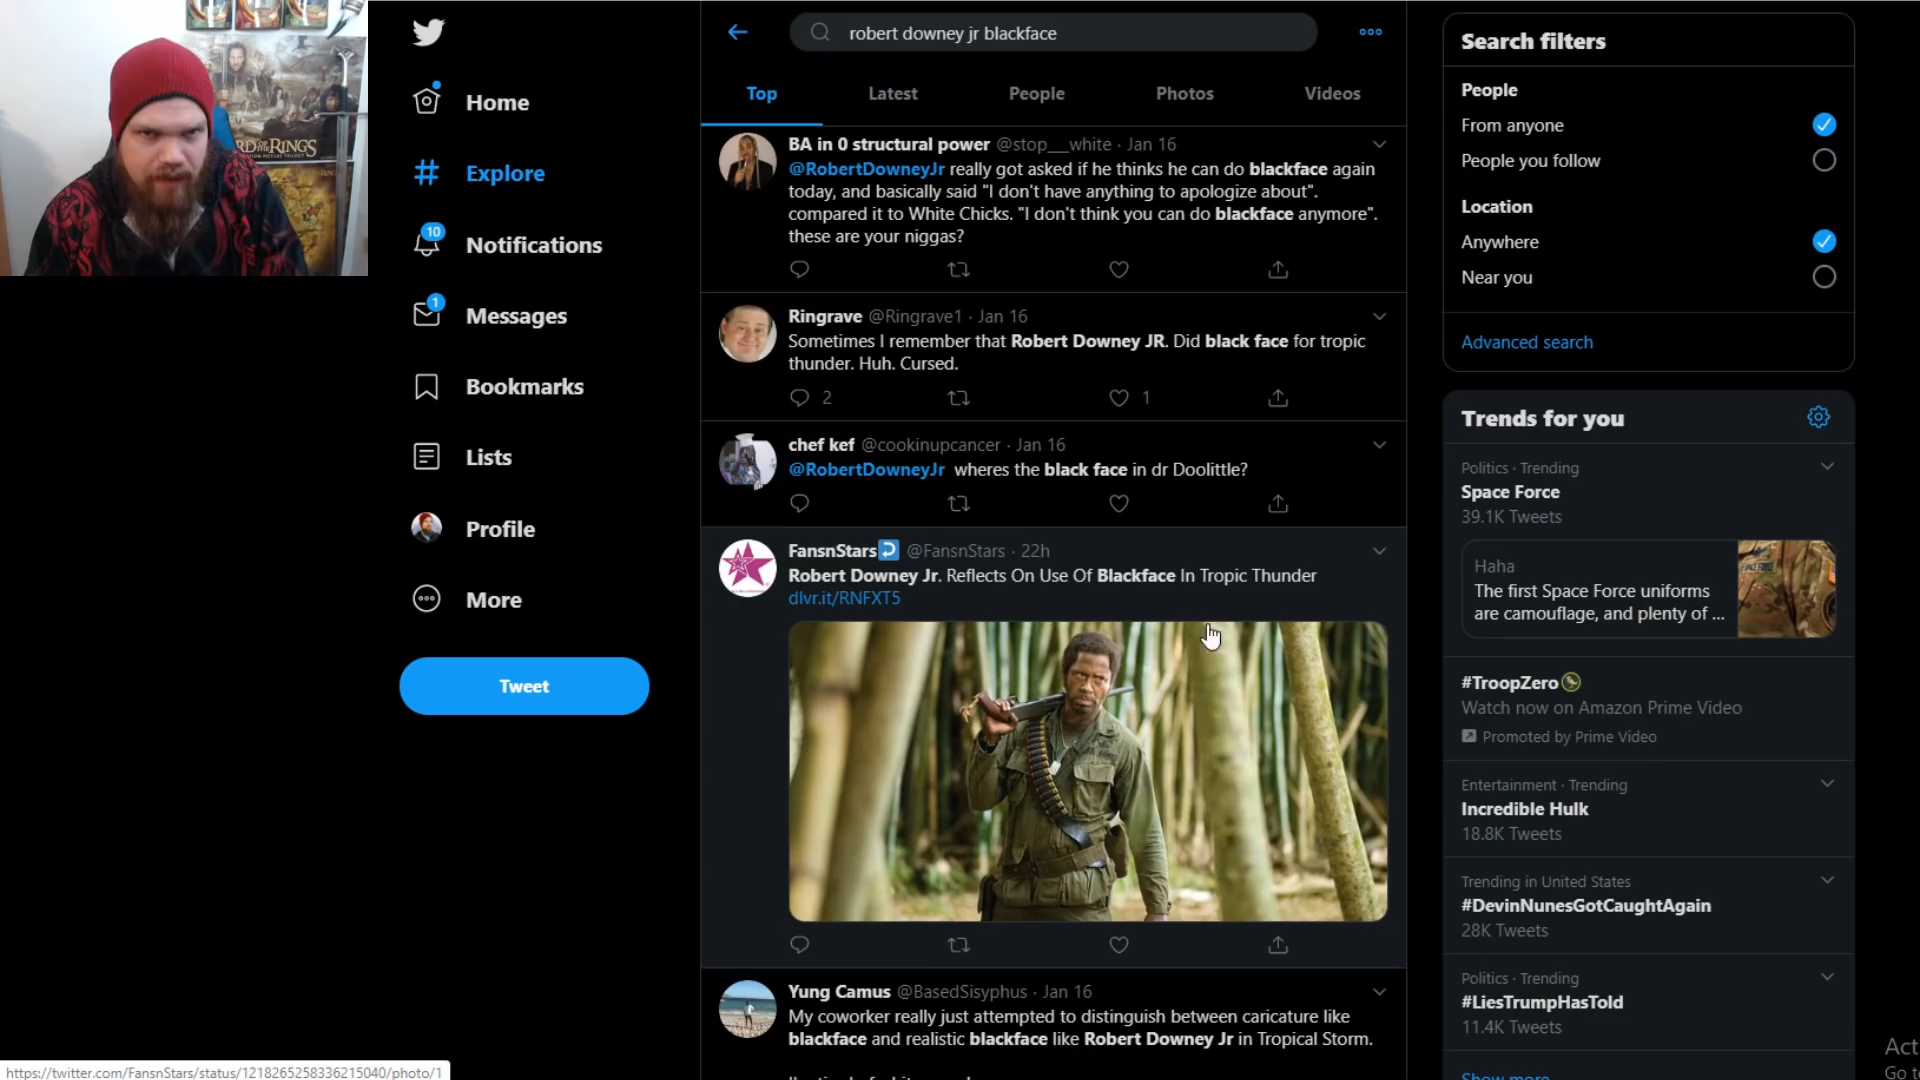 RD OF THE RINGS
Home
Explore
10
Notifications
1
Messages
Bookmarks
Lists
Profile
More
Tweet
robert downey jr blackface
Top
Latest
People
Photos
Videos
BA in 0 structural power @stop__white · Jan 16
@RobertDowneyJr really got asked if he thinks he can do blackface again
today, and basically said "I don't have anything to apologize about".
compared it to White Chicks. "I don't think you can do blackface anymore".
these are your niggas?
Ringrave @Ringrave1 · Jan 16
Sometimes I remember that Robert Downey JR. Did black face for tropic
thunder. Huh. Cursed.
2
1
chef kef @cookinupcancer · Jan 16
@RobertDowneyJr wheres the black face in dr Doolittle?
FansnStars @FansnStars · 22h
Robert Downey Jr. Reflects On Use Of Blackface In Tropic Thunder
dlvr.it/RNFXT5
Yung Camus @BasedSisyphus · Jan 16
My coworker really just attempted to distinguish between caricature like
blackface and realistic blackface like Robert Downey Jr in Tropical Storm.
Search filters
People
From anyone
People you follow
Location
Anywhere
Near you
Advanced search
Trends for you
Politics · Trending
Space Force
39.1K Tweets
Haha
The first Space Force uniforms
are camouflage, and plenty of ...
#TroopZero
Watch now on Amazon Prime Video
Promoted by Prime Video
Entertainment · Trending
Incredible Hulk
18.8K Tweets
Trending in United States
#DevinNunesGotCaughtAgain
28K Tweets
Politics · Trending
#LiesTrumpHasTold
11.4K Tweets
Show more
Act
Go t
https://twitter.com/FansnStars/status/1218265258336215040/photo/1